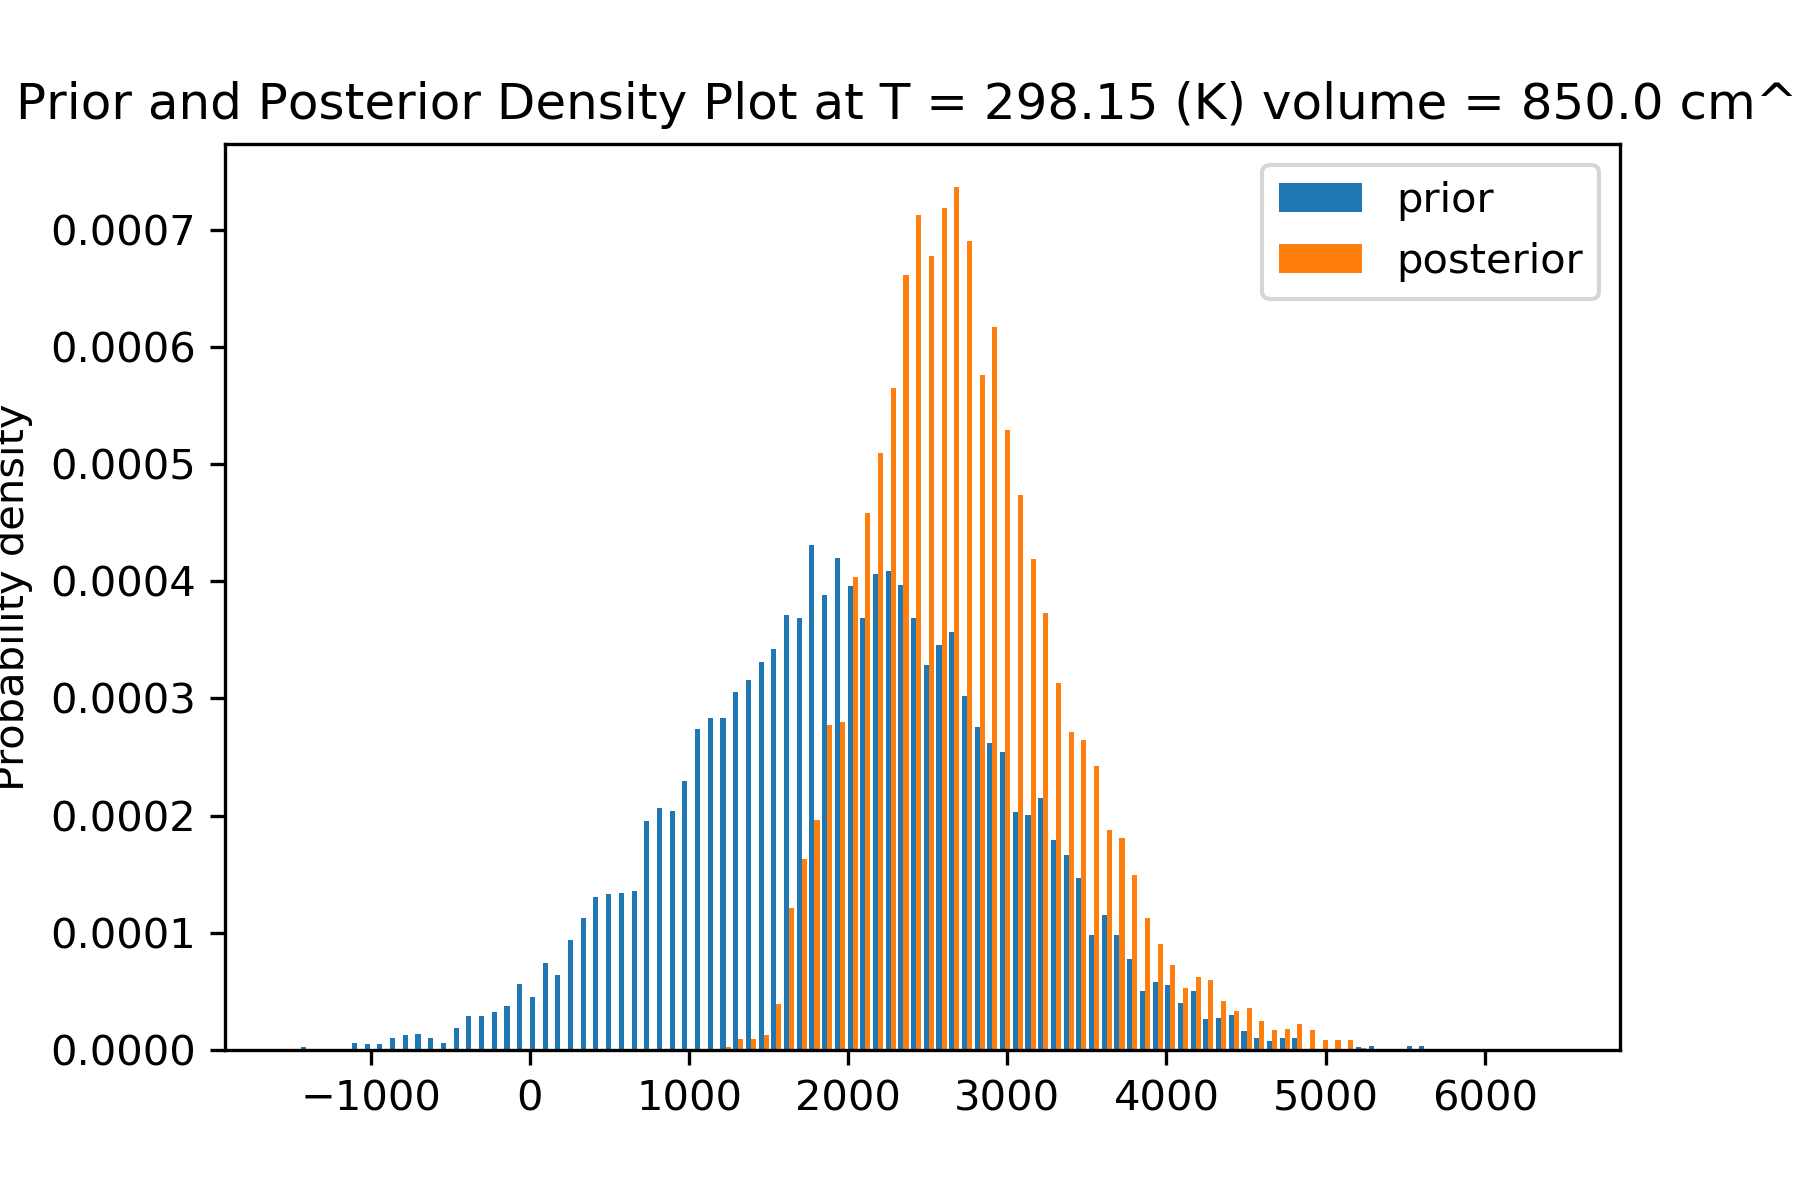 Prior and Posterior Density Plot at T = 298.15 (K) volume = 850.0 cm^
prior
posterior
Probability density
0.0007
0.0006
0.0005
0.0004
0.0003
0.0002
0.0001
0.0000
−1000 0 1000 2000 3000 4000 5000 6000